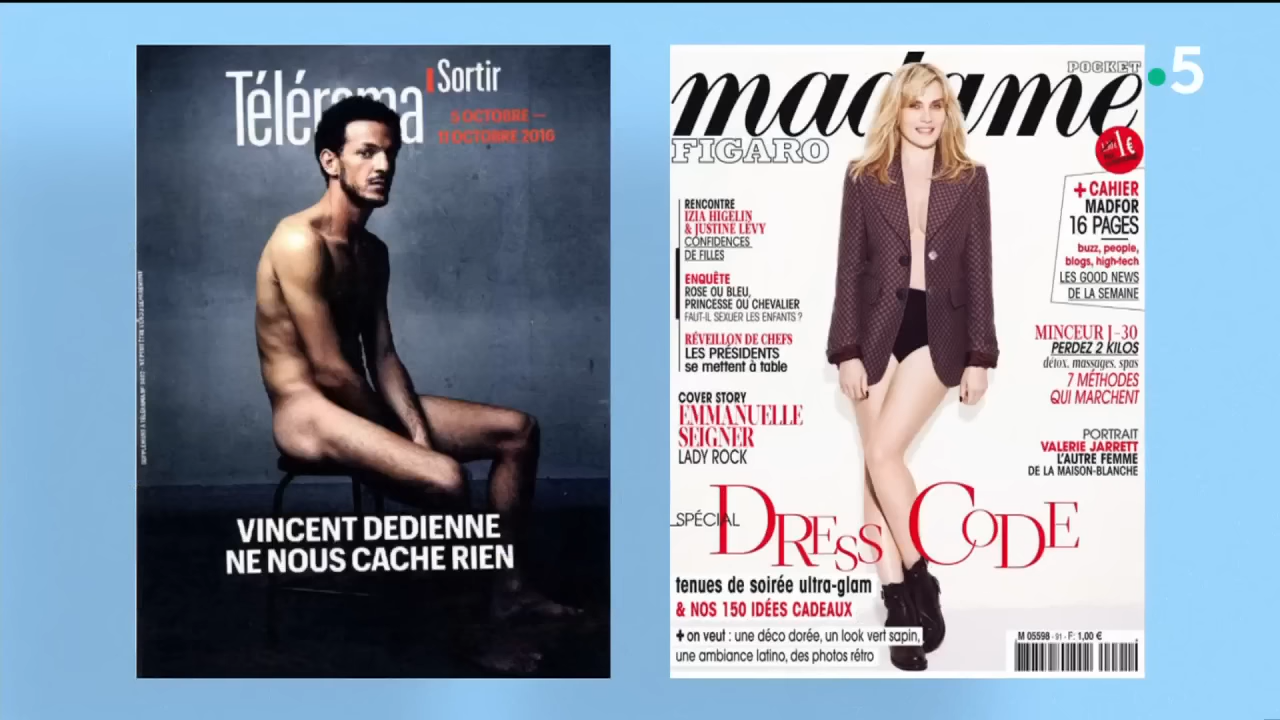 Télérama
Sortir
5 OCTOBRE —
11 OCTOBRE 2016
VINCENT DEDIENNE
NE NOUS CACHE RIEN
madame
POCKET
FIGARO
1€
RENCONTRE
IZIA HIGELIN
& JUSTINE LÉVY
CONFIDENCES
DE FILLES
ENQUÊTE
ROSE OU BLEU,
PRINCESSE OU CHEVALIER
FAUT-IL SEXUER LES ENFANTS ?
RÉVEILLON DE CHEFS
LES PRÉSIDENTS
se mettent à table
COVER STORY
EMMANUELLE
SEIGNER
LADY ROCK
+ CAHIER
MADFOR
16 PAGES
buzz, people,
blogs, high-tech
LES GOOD NEWS
DE LA SEMAINE
MINCEUR J-30
PERDEZ 2 KILOS
détox, massages, spas
7 MÉTHODES
QUI MARCHENT
PORTRAIT
VALERIE JARRETT
L'AUTRE FEMME
DE LA MAISON-BLANCHE
SPÉCIAL DRESS CODE
tenues de soirée ultra-glam
& NOS 150 IDÉES CADEAUX
+ on veut : une déco dorée, un look vert sapin,
une ambiance latino, des photos rétro
M 05598 - 91 - F: 1,00 €
5